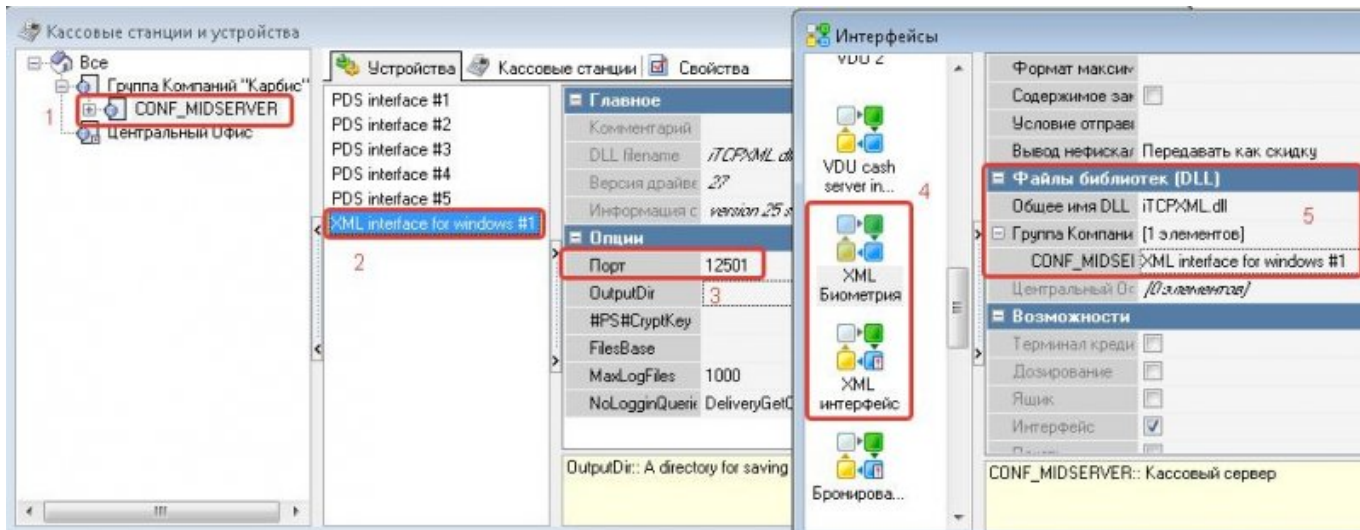 Кассовые станции и устройства
Все
Группа Компаний "Карбис"
1
CONF_MIDSERVER
Центральный Офис
Устройства
Кассовые станции
Свойства
PDS interface #1
PDS interface #2
PDS interface #3
PDS interface #4
PDS interface #5
XML interface for windows #1
2
Главное
Комментарий
DLL filename iTCPXML.dll
Версия драйве 27
Информация с version 25 s
Опции
Порт 12501
OutputDir
3
#PS#CryptKey
FilesBase
MaxLogFiles 1000
NoLogginQuerie DeliveryGetC
OutputDir:: A directory for saving
Интерфейсы
VDU 2
VDU cash
server in...
4
XML
Биометрия
XML
интерфейс
Бронирова...
Формат максим
Содержимое зак
Условие отправи
Вывод нефискал Передавать как скидку
Файлы библиотек (DLL)
Общее имя DLL iTCPXML.dll
5
Группа Компани [1 элементов]
CONF_MIDSEI XML interface for windows #1
Центральный Ос [0 элементов]
Возможности
Терминал креди
Дозирование
Ящик
Интерфейс
CONF_MIDSERVER:: Кассовый сервер